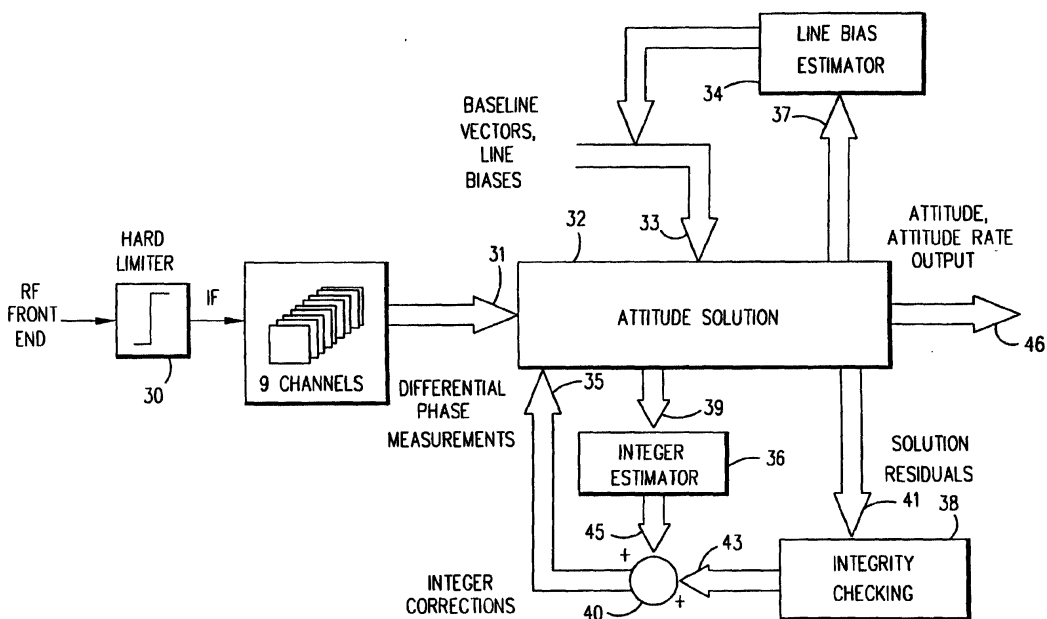 LINE BIAS
ESTIMATOR
34
37
BASELINE
VECTORS,
LINE
BIASES
33
32
ATTITUDE,
ATTITUDE RATE
OUTPUT
46
HARD
LIMITER
RF
FRONT
END
IF
30
9 CHANNELS
31
ATTITUDE SOLUTION
DIFFERENTIAL
PHASE
MEASUREMENTS
35
39
INTEGER
ESTIMATOR
36
SOLUTION
RESIDUALS
41
38
45
+
43
INTEGRITY
CHECKING
40
+
INTEGER
CORRECTIONS